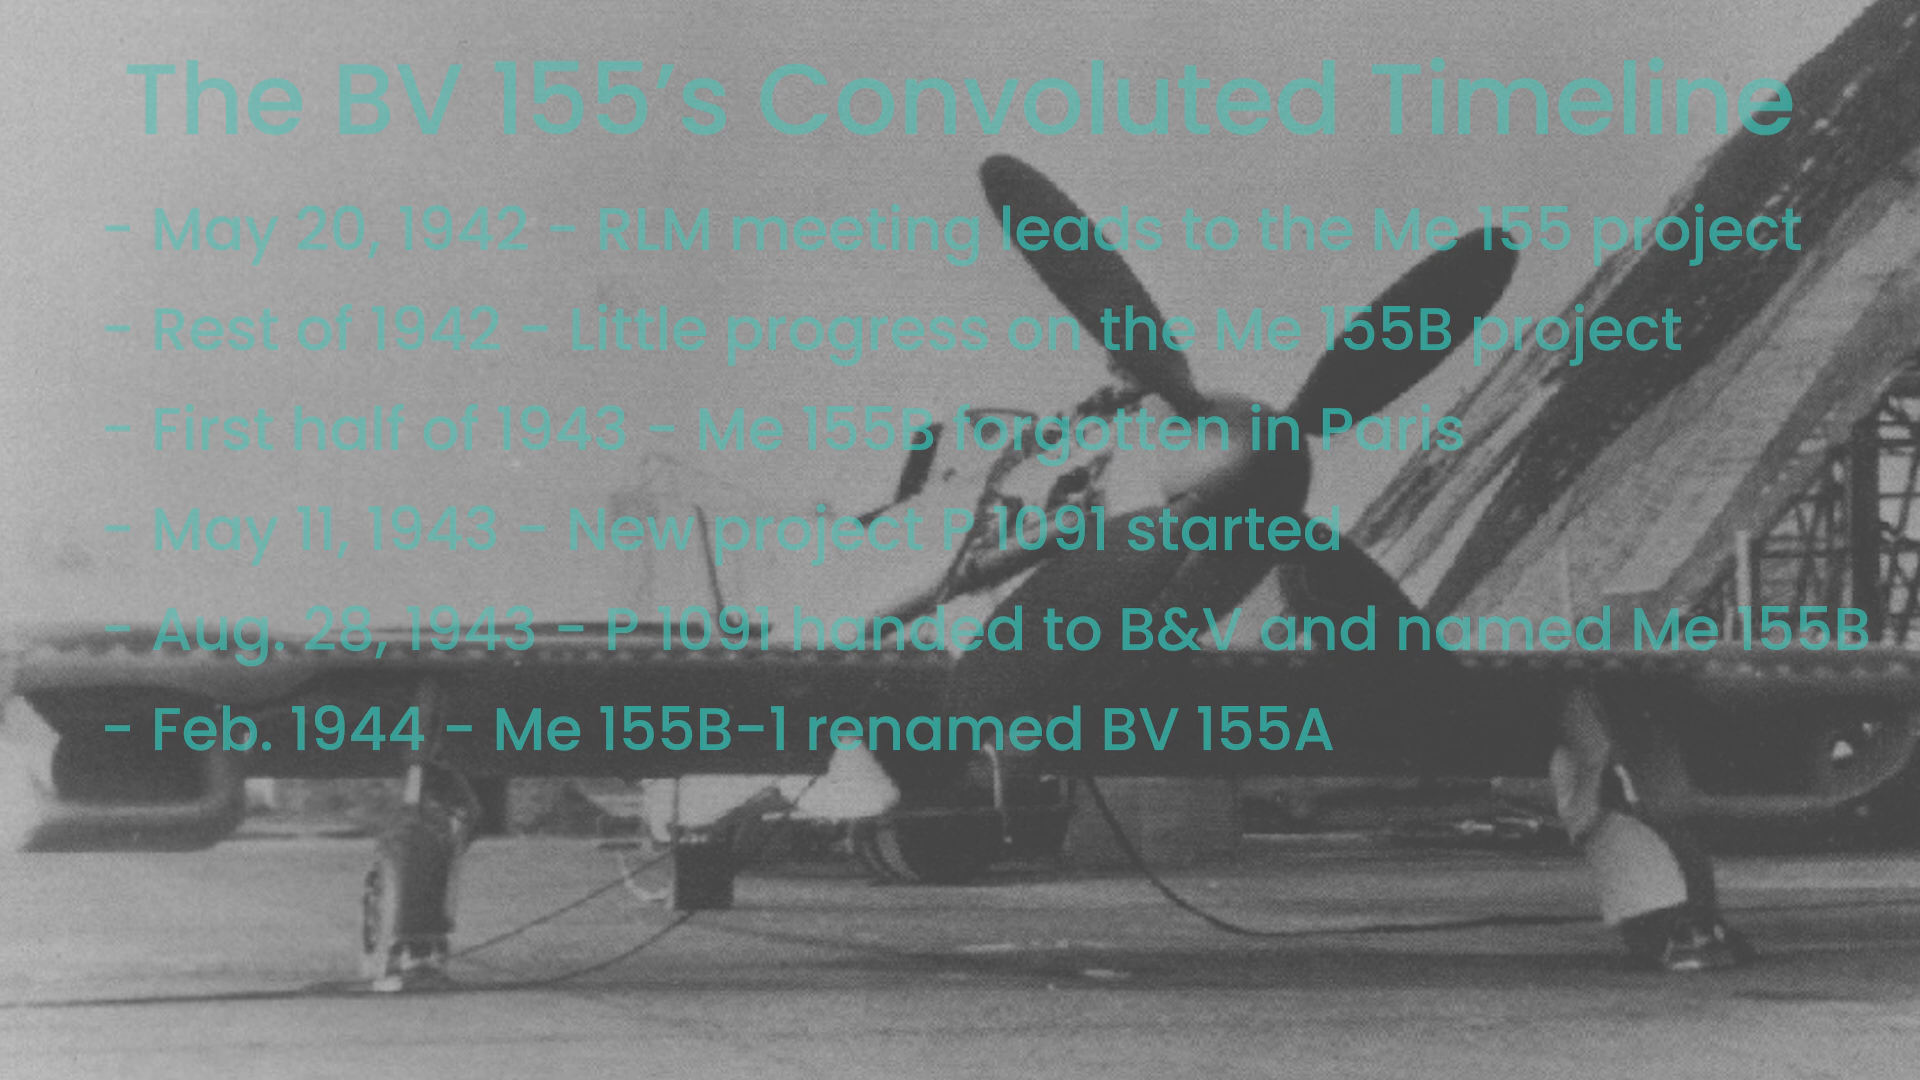 The BV 155’s Convoluted Timeline
- May 20, 1942 - RLM meeting leads to the Me 155 project
- Rest of 1942 - Little progress on the Me 155B project
- First half of 1943 - Me 155B forgotten in Paris
- May 11, 1943 - New project P 1091 started
- Aug. 28, 1943 - P 1091 handed to B&V and named Me 155B
- Feb. 1944 - Me 155B-1 renamed BV 155A